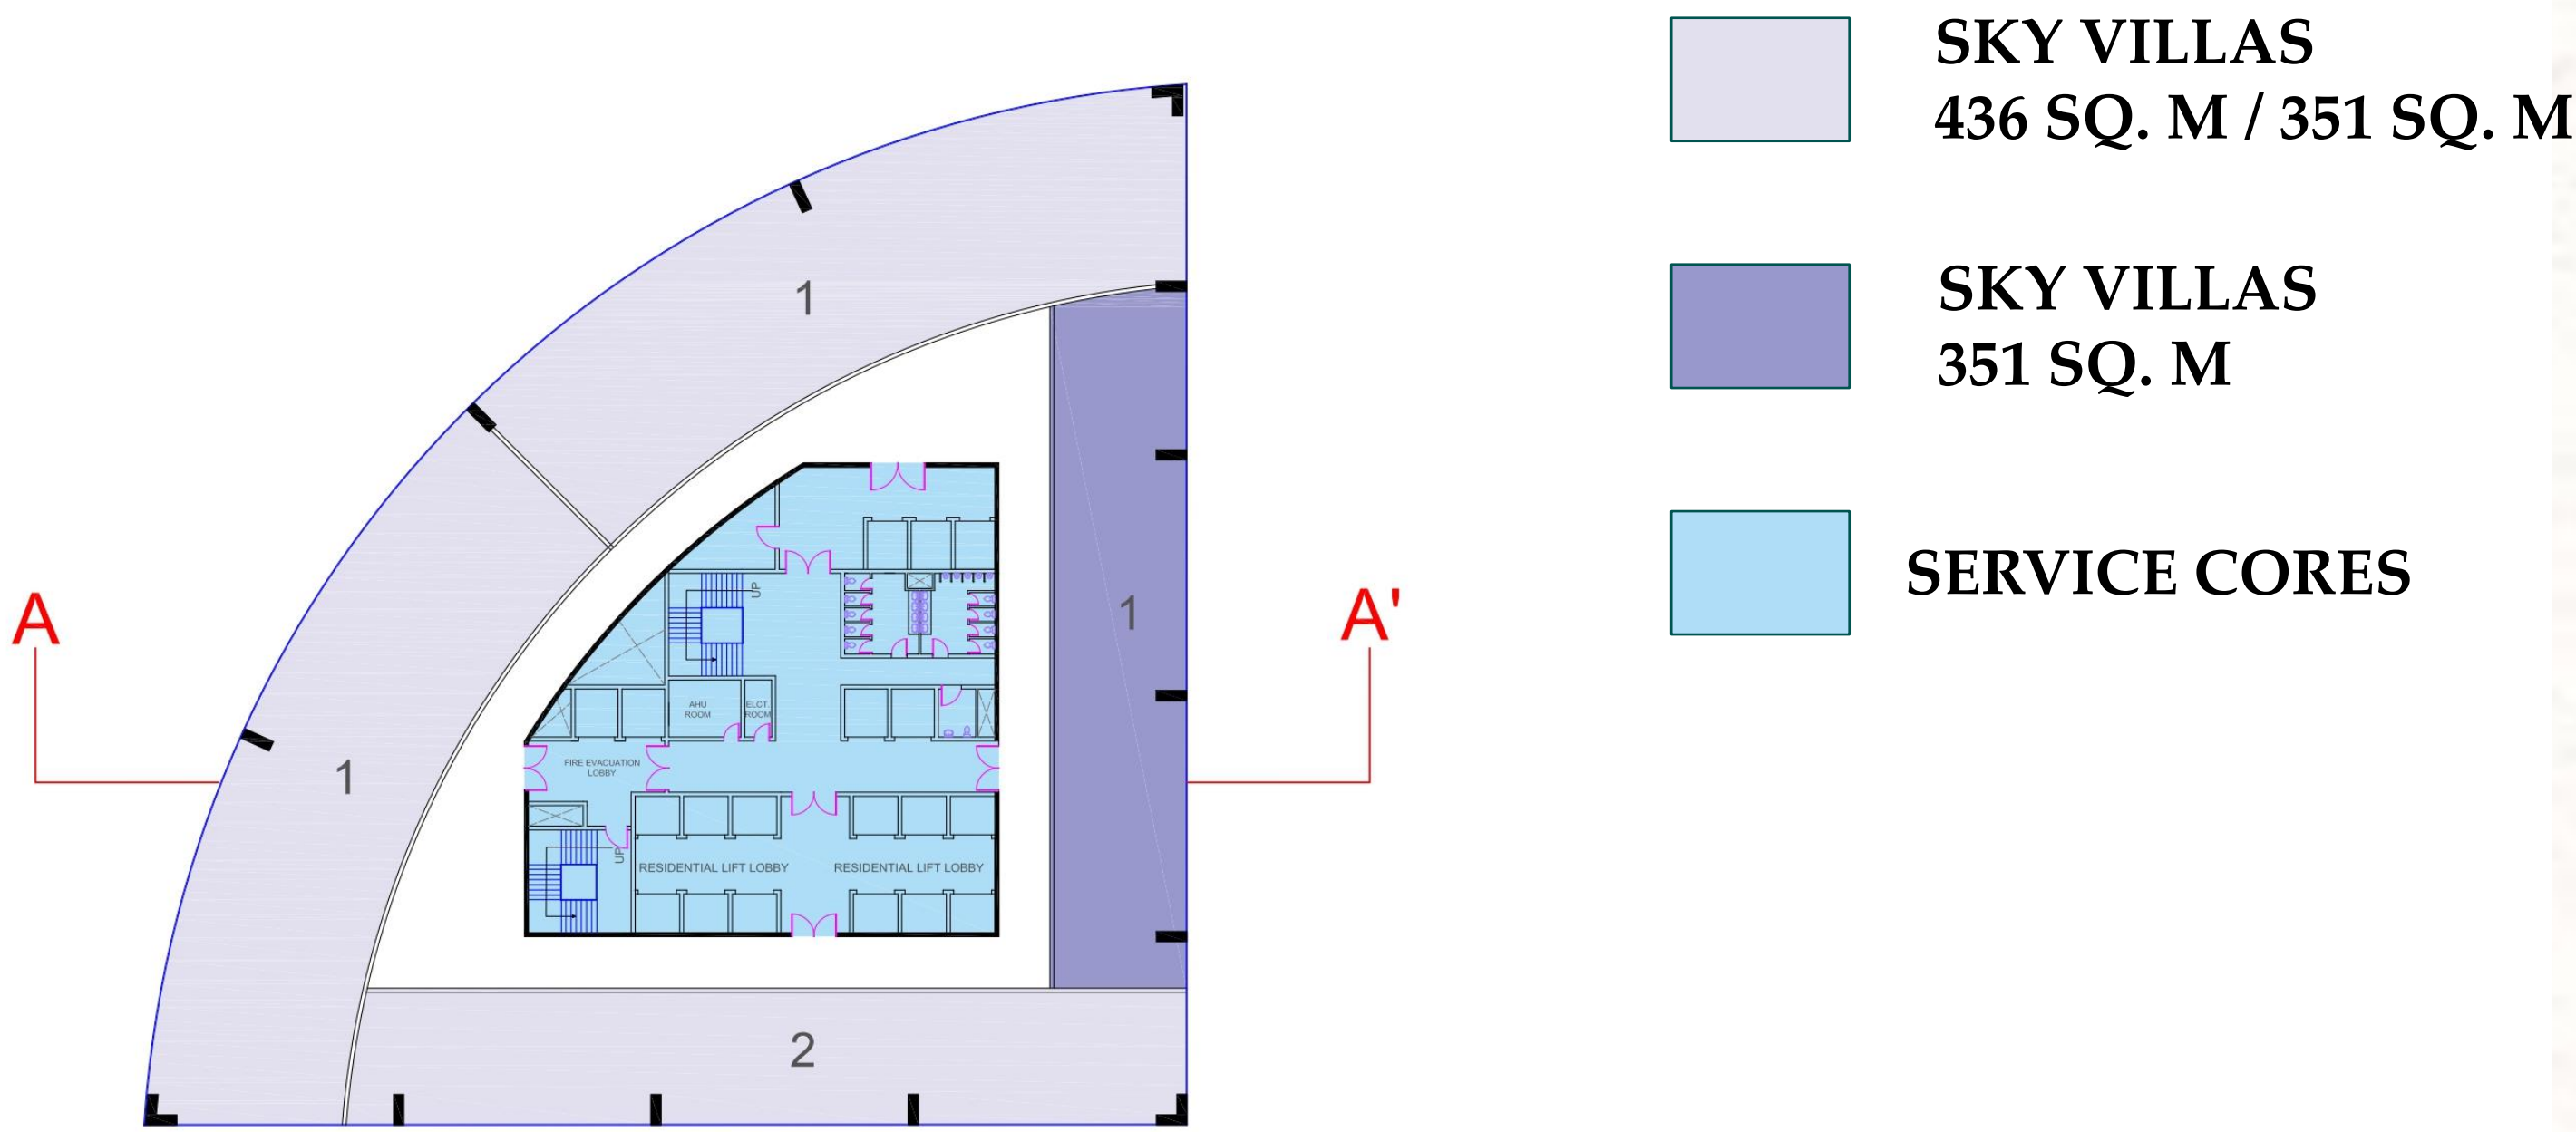 SKY VILLAS
436 SQ. M / 351 SQ. M
SKY VILLAS
351 SQ. M
SERVICE CORES
1
1
1
2
A
A'
UP
AHU
ROOM
ELCT.
ROOM
FIRE EVACUATION
LOBBY
UP
RESIDENTIAL LIFT LOBBY
RESIDENTIAL LIFT LOBBY